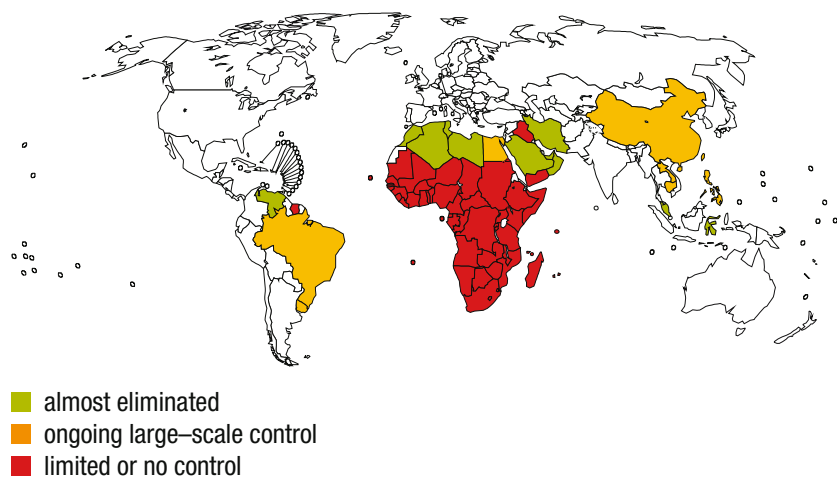 almost eliminated
ongoing large–scale control
limited or no control